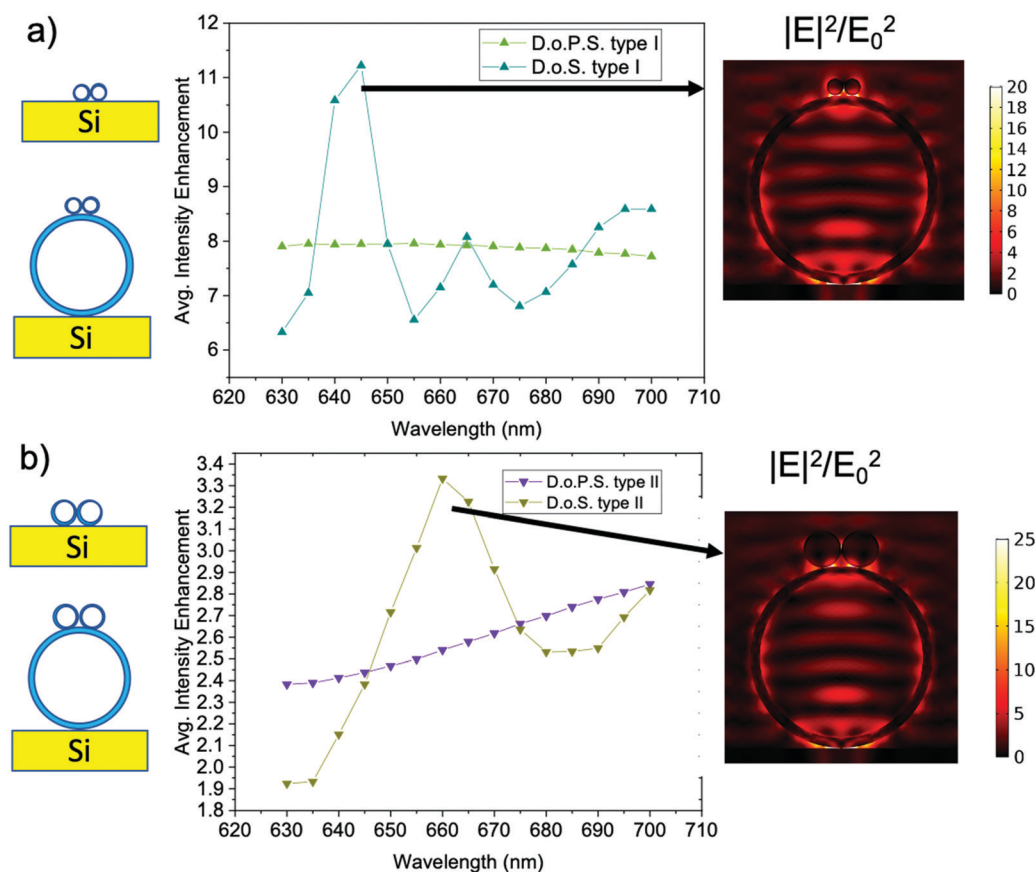 a)
Si
Si
Avg. Intensity Enhancement
12
11
10
9
8
7
6
620 630 640 650 660 670 680 690 700 710
Wavelength (nm)
D.o.P.S. type I
D.o.S. type I
|E|²/E₀²
20
18
16
14
12
10
8
6
4
2
0
b)
Si
Si
Avg. Intensity Enhancement
3.4
3.3
3.2
3.1
3.0
2.9
2.8
2.7
2.6
2.5
2.4
2.3
2.2
2.1
2.0
1.9
1.8
620 630 640 650 660 670 680 690 700 710
Wavelength (nm)
D.o.P.S. type II
D.o.S. type II
|E|²/E₀²
25
20
15
10
5
0